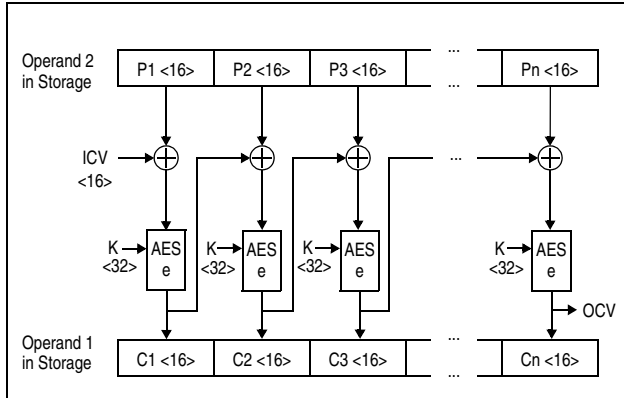 Operand 2
in Storage
P1 <16> P2 <16> P3 <16> ... Pn <16>
...
ICV
<16>
...
K
<32>
AES
e
K
<32>
AES
e
K
<32>
AES
e
K
<32>
AES
e
OCV
Operand 1
in Storage
C1 <16> C2 <16> C3 <16> ... Cn <16>
...